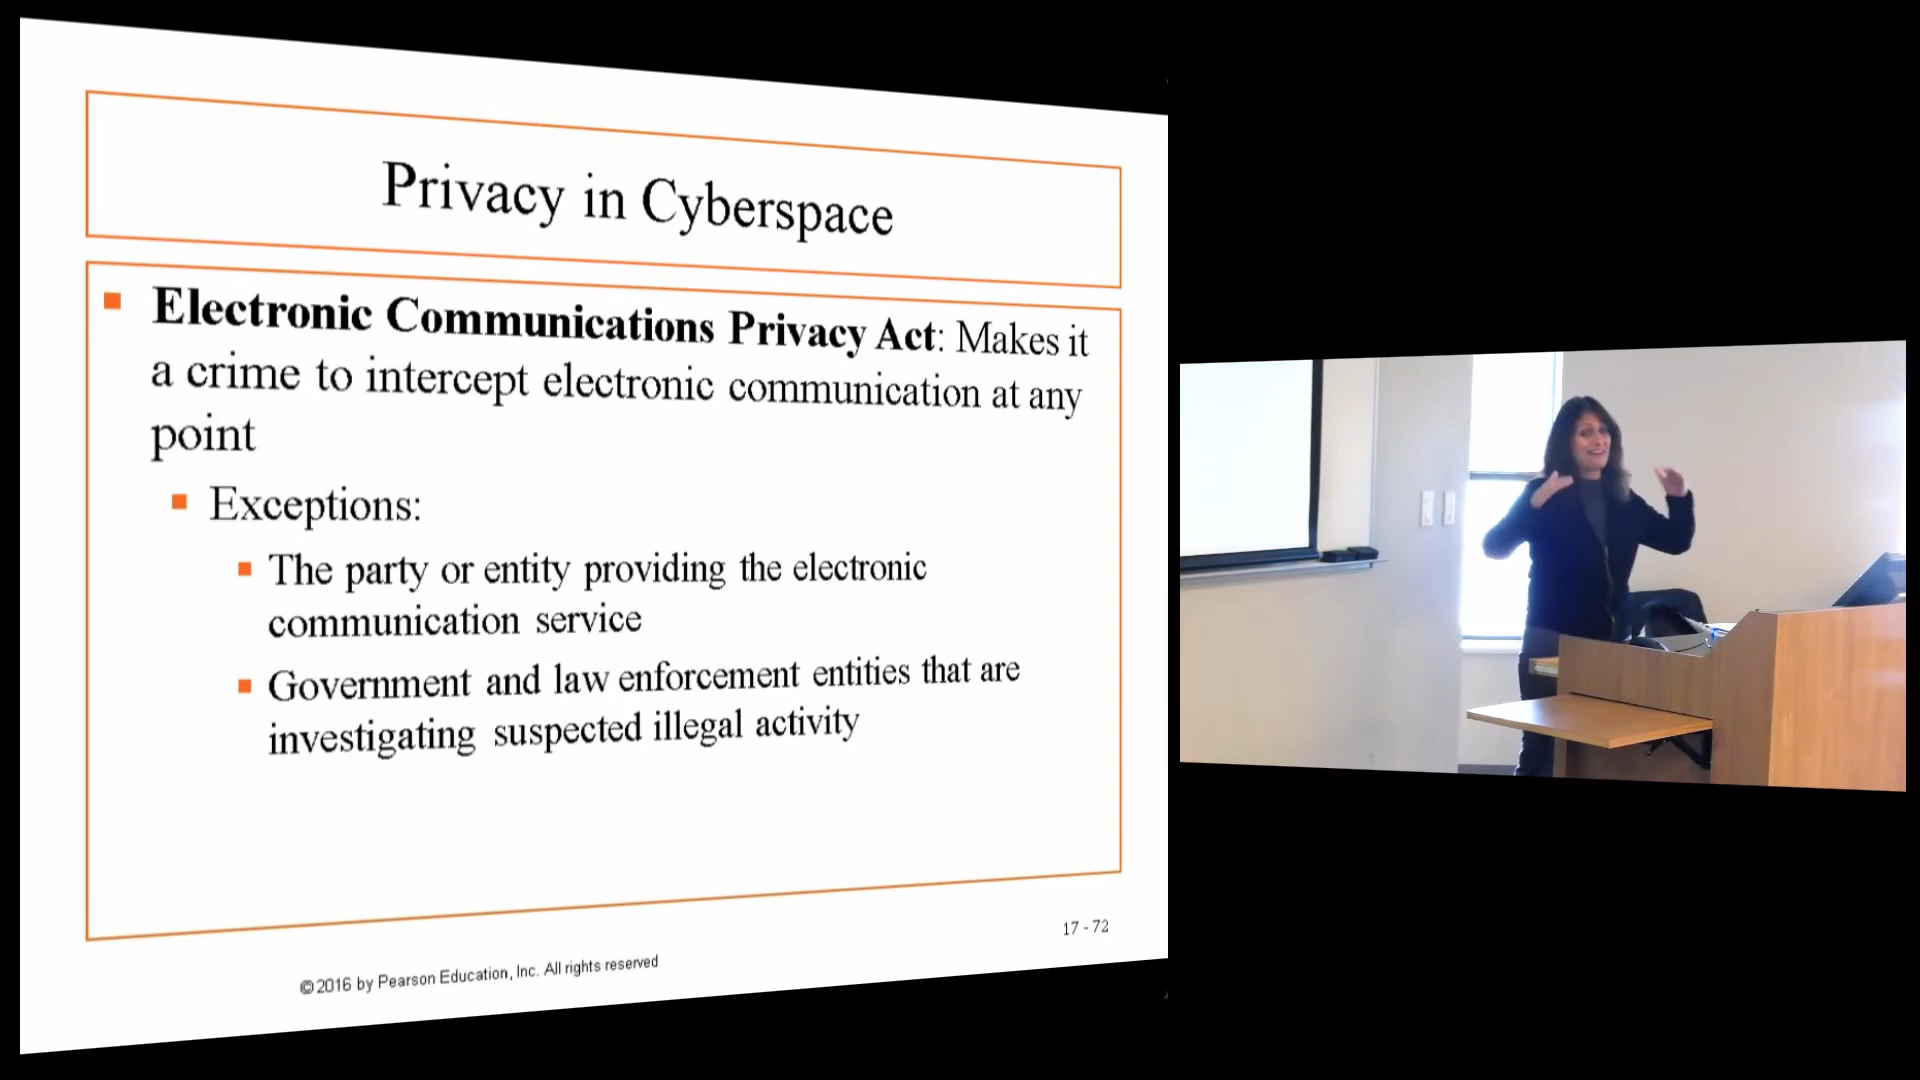 Privacy in Cyberspace
Electronic Communications Privacy Act: Makes it
a crime to intercept electronic communication at any
point
Exceptions:
The party or entity providing the electronic
communication service
Government and law enforcement entities that are
investigating suspected illegal activity
17 - 72
©2016 by Pearson Education, Inc. All rights reserved